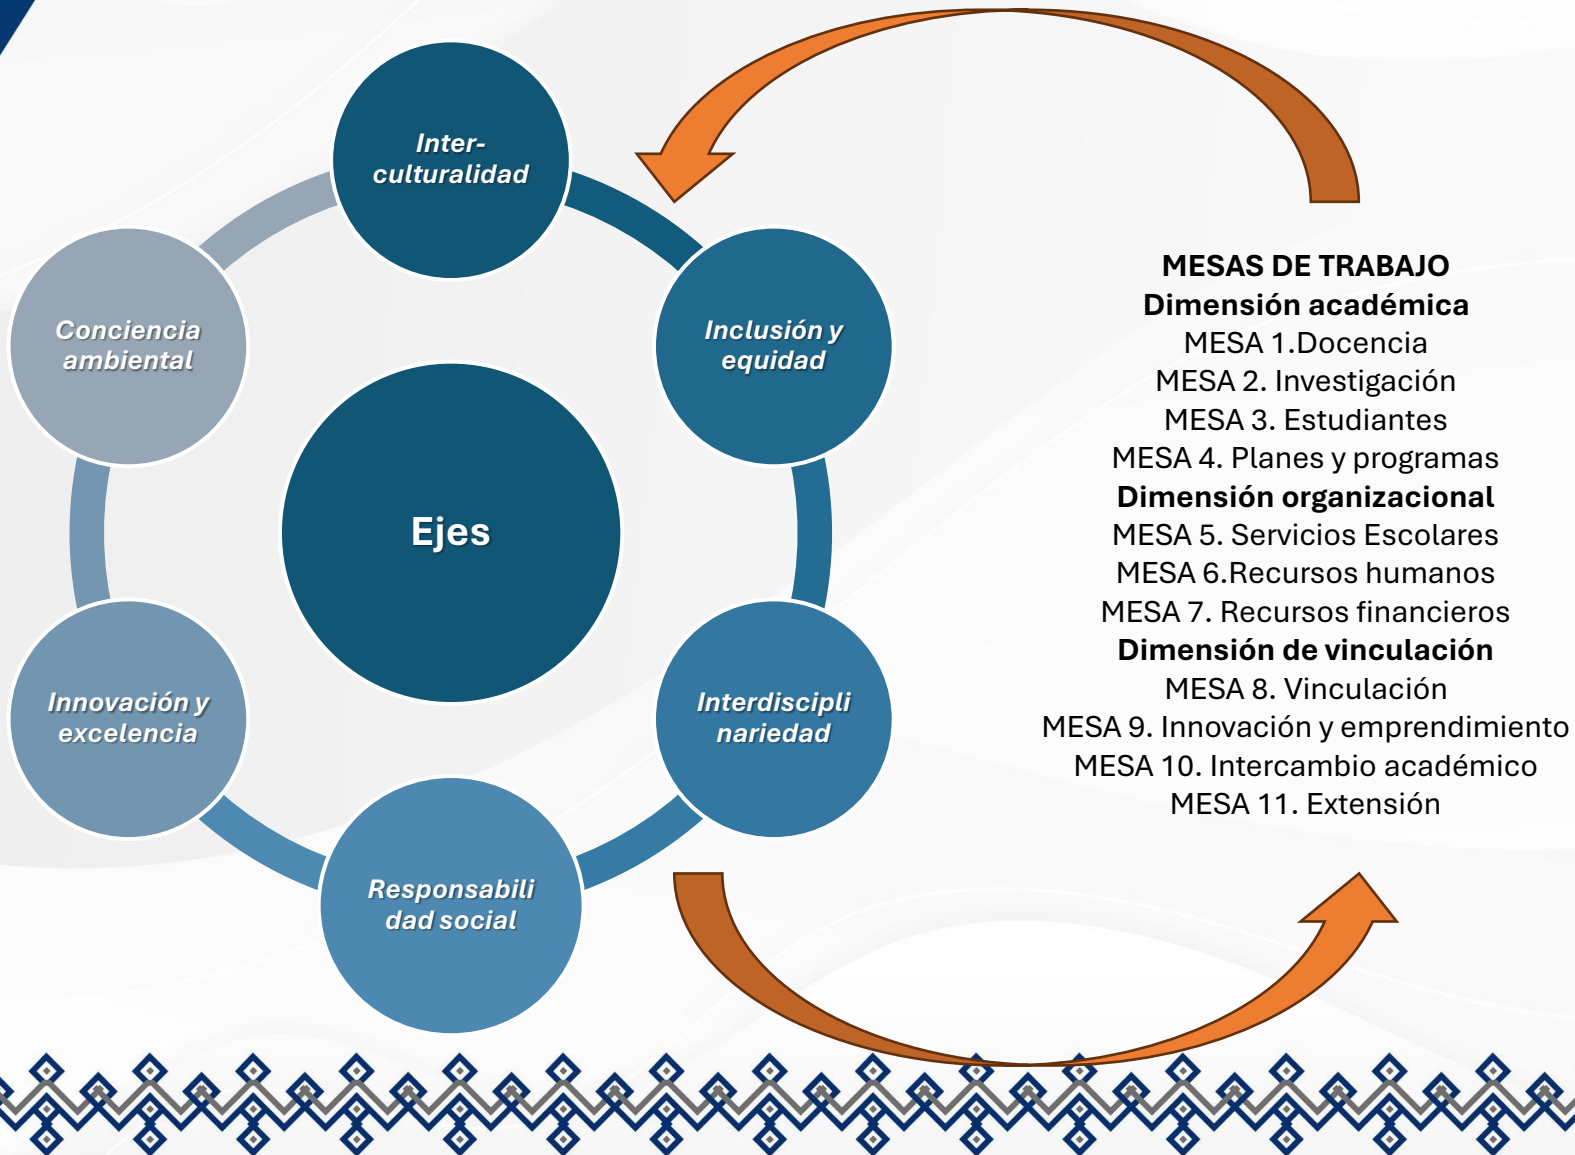 Inter-
culturalidad
Inclusión y
equidad
Interdiscipli
nariedad
Responsabili
dad social
Innovación y
excelencia
Conciencia
ambiental
Ejes
MESAS DE TRABAJO
Dimensión académica
MESA 1.Docencia
MESA 2. Investigación
MESA 3. Estudiantes
MESA 4. Planes y programas
Dimensión organizacional
MESA 5. Servicios Escolares
MESA 6.Recursos humanos
MESA 7. Recursos financieros
Dimensión de vinculación
MESA 8. Vinculación
MESA 9. Innovación y emprendimiento
MESA 10. Intercambio académico
MESA 11. Extensión